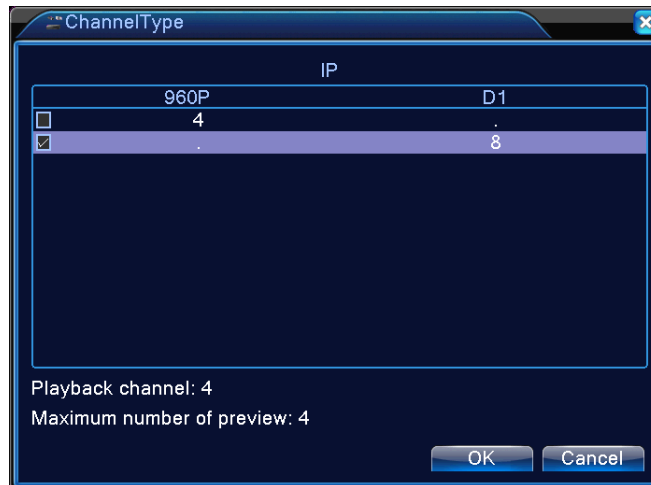 ChannelType
IP
960P D1
4 .
. 8
Playback channel: 4
Maximum number of preview: 4
OK Cancel